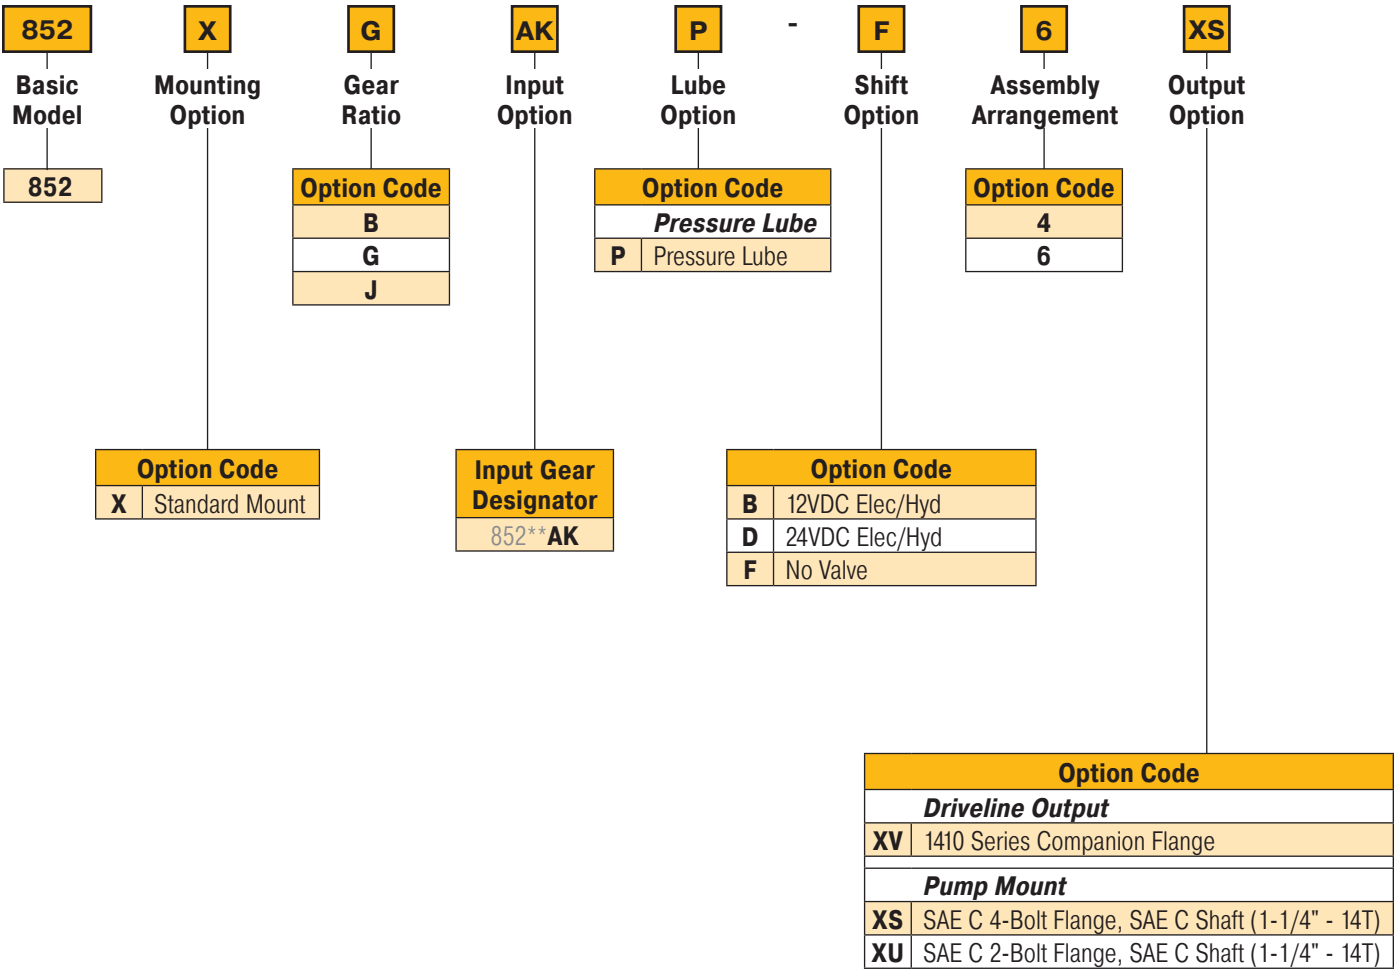 852 X G AK P - F 6 XS
Basic Model
Mounting Option
Gear Ratio
Input Option
Lube Option
Shift Option
Assembly Arrangement
Output Option
852
Option Code
B
G
J
Option Code
Pressure Lube
P Pressure Lube
Option Code
4
6
Option Code
X Standard Mount
Input Gear
Designator
852**AK
Option Code
B 12VDC Elec/Hyd
D 24VDC Elec/Hyd
F No Valve
Option Code
Driveline Output
XV 1410 Series Companion Flange
Pump Mount
XS SAE C 4-Bolt Flange, SAE C Shaft (1-1/4" - 14T)
XU SAE C 2-Bolt Flange, SAE C Shaft (1-1/4" - 14T)